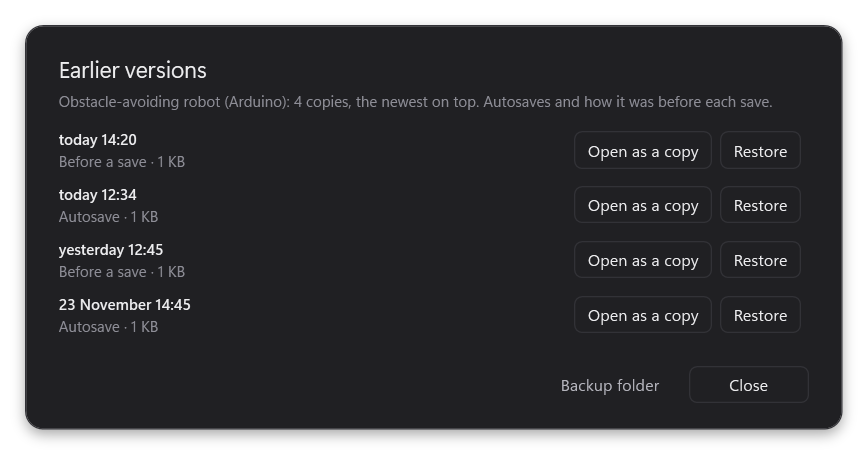 Earlier versions
Obstacle-avoiding robot (Arduino): 4 copies, the newest on top. Autosaves and how it was before each save.
today 14:20
Before a save · 1 KB
Open as a copy
Restore
today 12:34
Autosave · 1 KB
Open as a copy
Restore
yesterday 12:45
Before a save · 1 KB
Open as a copy
Restore
23 November 14:45
Autosave · 1 KB
Open as a copy
Restore
Backup folder
Close